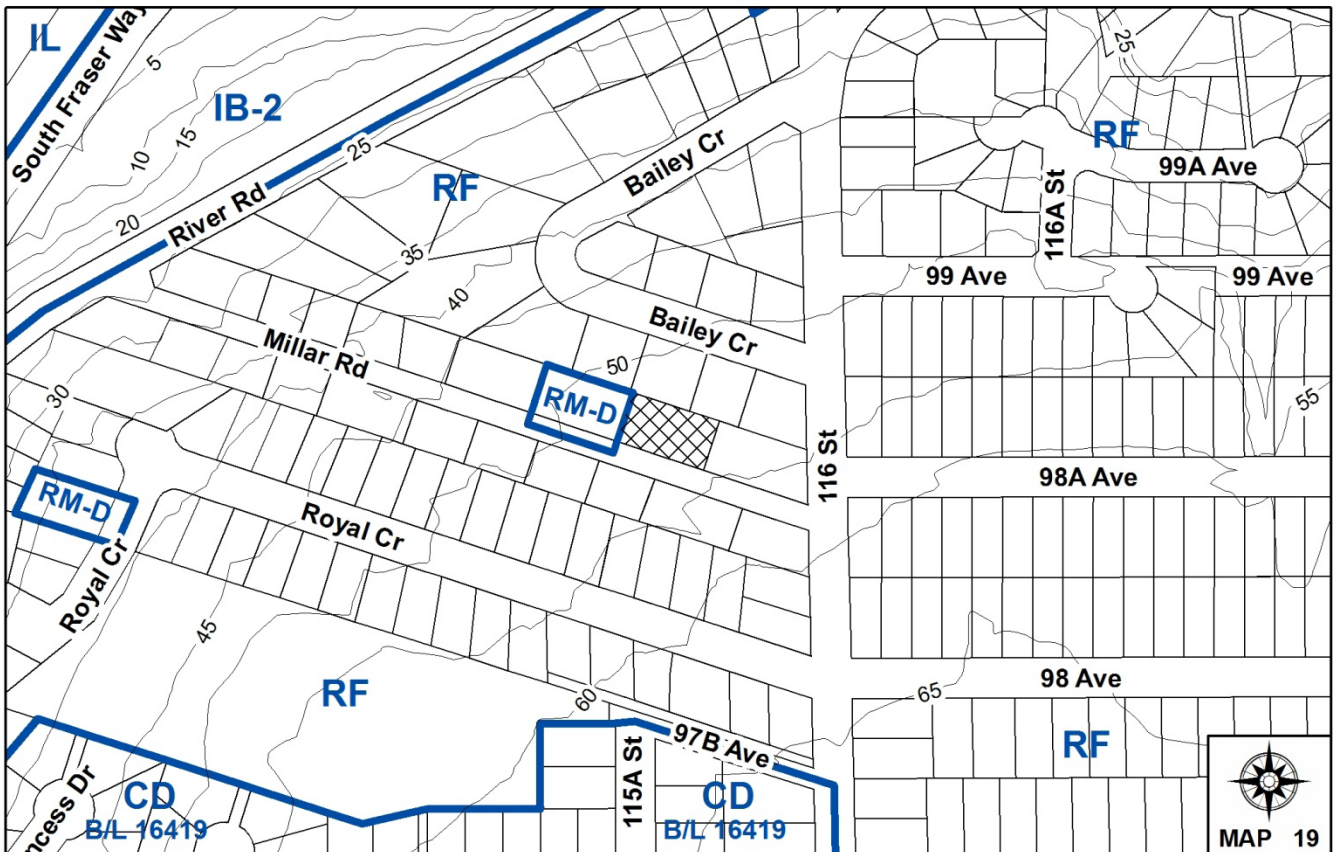 IL
South Fraser Way
5
IB-2
10
15
20
River Rd
25
RF
Bailey Cr
25
RF
99A Ave
116A St
99 Ave
99 Ave
35
40
Bailey Cr
Millar Rd
50
RM-D
30
55
116 St
98A Ave
RM-D
Royal Cr
Royal Cr
45
RF
60
65
98 Ave
97B Ave
RF
115A St
ncess Dr
CD
B/L 16419
CD
B/L 16419
MAP 19